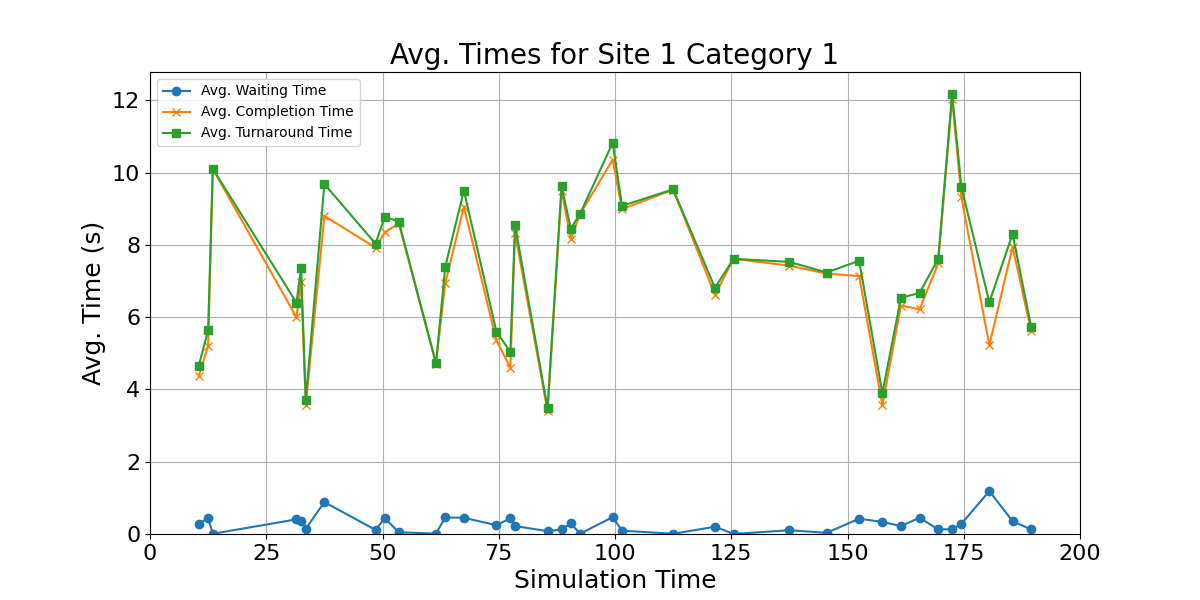 Avg. Times for Site 1 Category 1
Avg. Waiting Time
Avg. Completion Time
Avg. Turnaround Time
Avg. Time (s)
12
10
8
6
4
2
0
0 25 50 75 100 125 150 175 200
Simulation Time